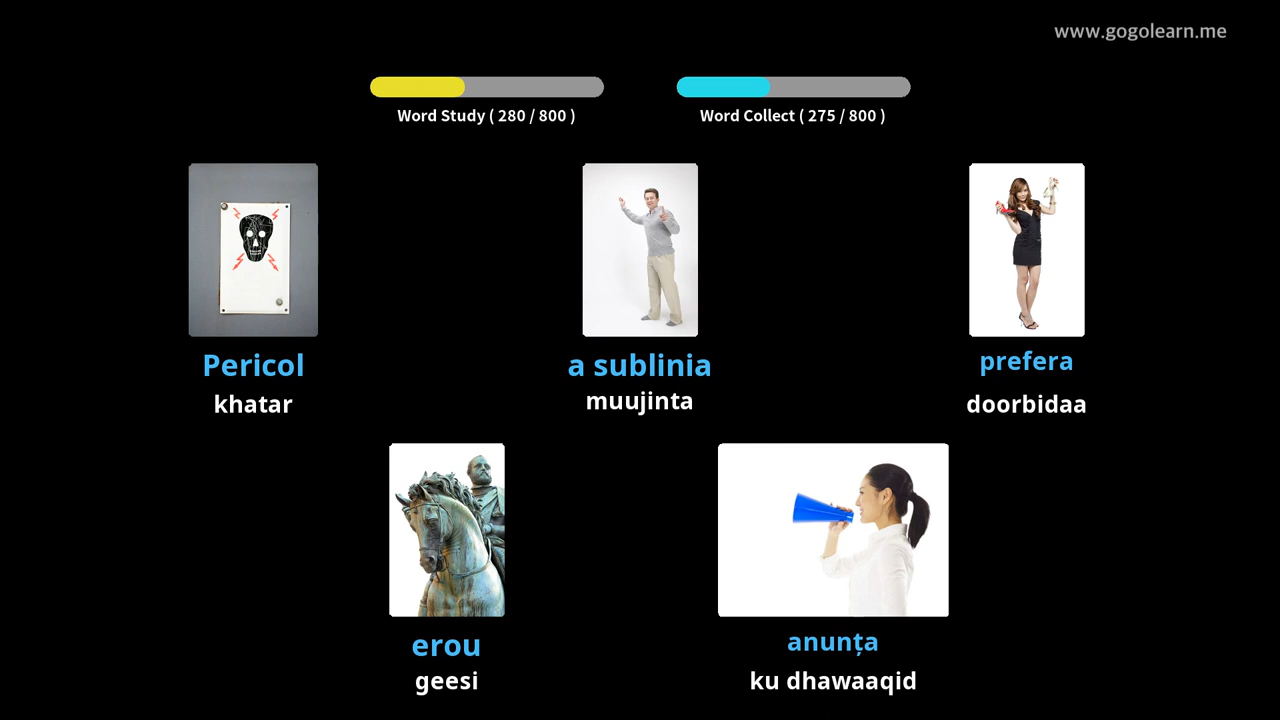 www.gogolearn.me
Word Study ( 280 / 800 )
Word Collect ( 275 / 800 )
Pericol
khatar
a sublinia
muujinta
prefera
doorbidaa
erou
geesi
anunța
ku dhawaaqid